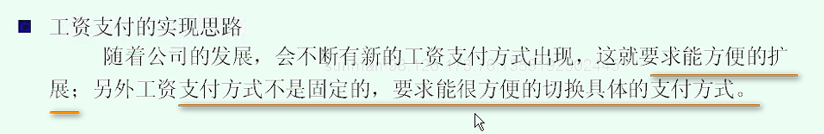 工资支付的实现思路
随着公司的发展，会不断有新的工资支付方式出现，这就要求能方便的扩
展；另外工资支付方式不是固定的，要求能很方便的切换具体的支付方式。